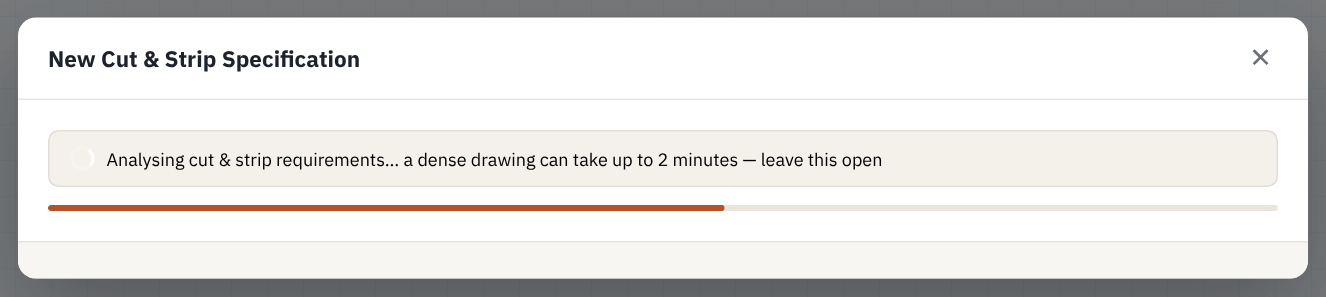 New Cut & Strip Specification
Analysing cut & strip requirements... a dense drawing can take up to 2 minutes — leave this open